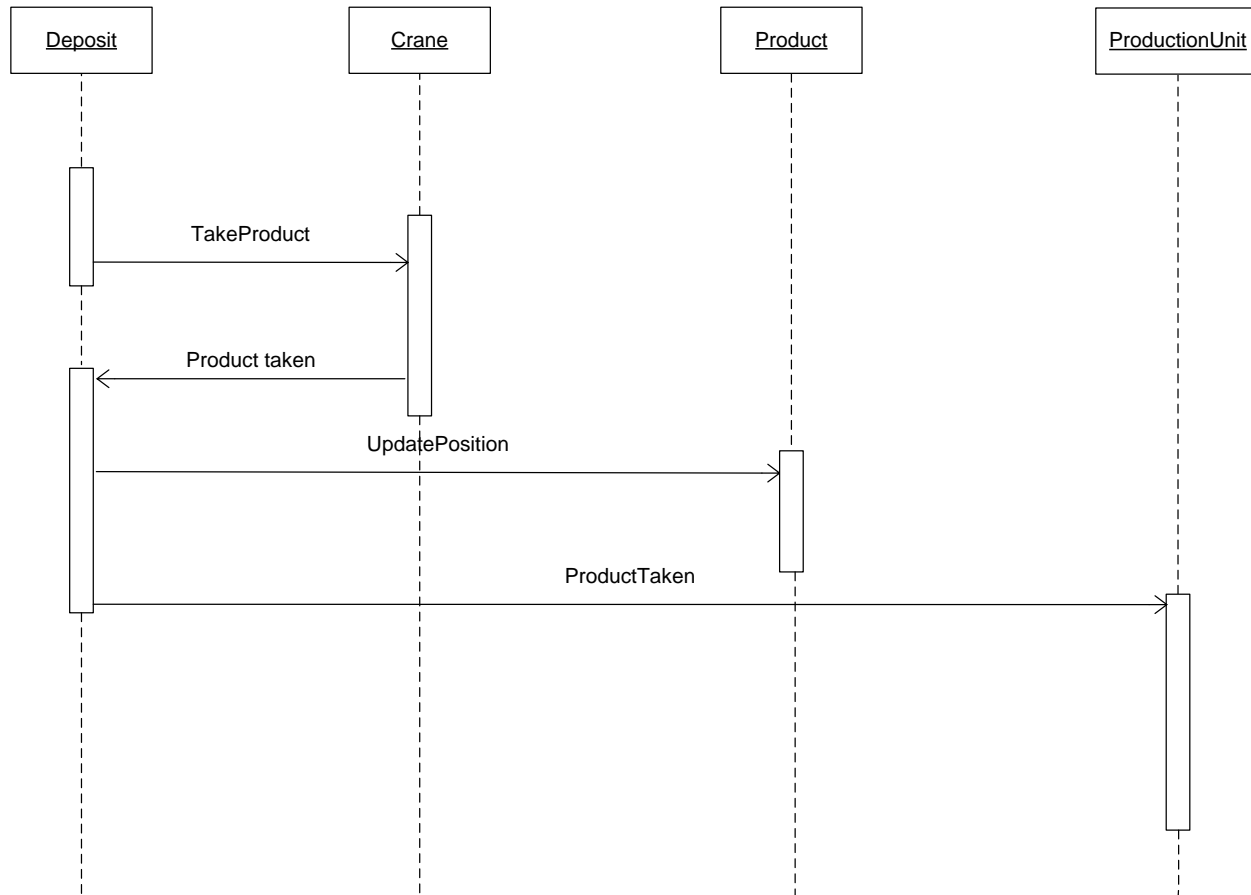 Deposit
Crane
Product
ProductionUnit
TakeProduct
Product taken
UpdatePosition
ProductTaken